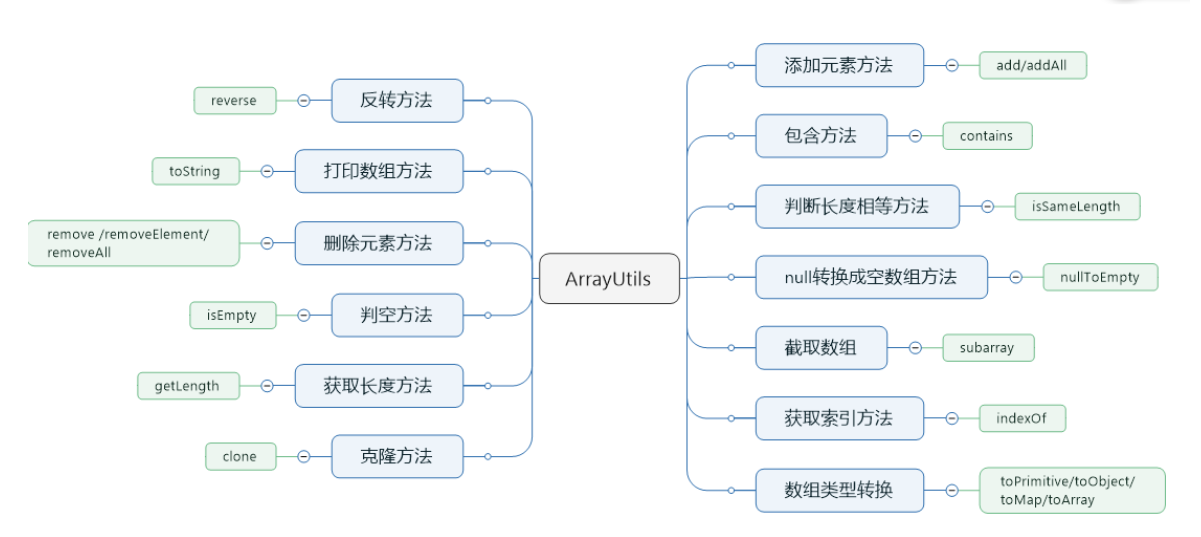 ArrayUtils
添加元素方法
add/addAll
包含方法
contains
判断长度相等方法
isSameLength
null转换成空数组方法
nullToEmpty
截取数组
subarray
获取索引方法
indexOf
数组类型转换
toPrimitive/toObject/
toMap/toArray
反转方法
reverse
打印数组方法
toString
删除元素方法
remove /removeElement/
removeAll
判空方法
isEmpty
获取长度方法
getLength
克隆方法
clone